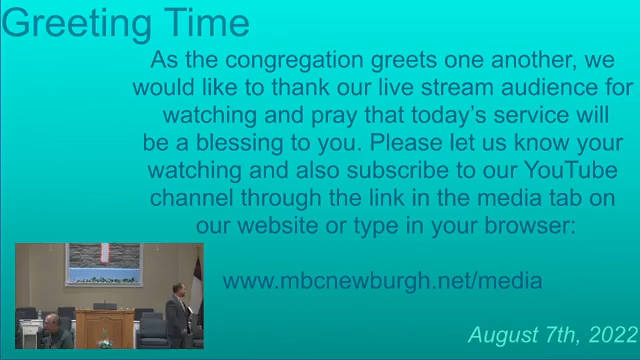 Greeting Time
As the congregation greets one another, we
would like to thank our live stream audience for
watching and pray that today's service will
be a blessing to you. Please let us know your
watching and also subscribe to our YouTube
channel through the link in the media tab on
our website or type in your browser:
www.mbcnewburgh.net/media
August 7th, 2022